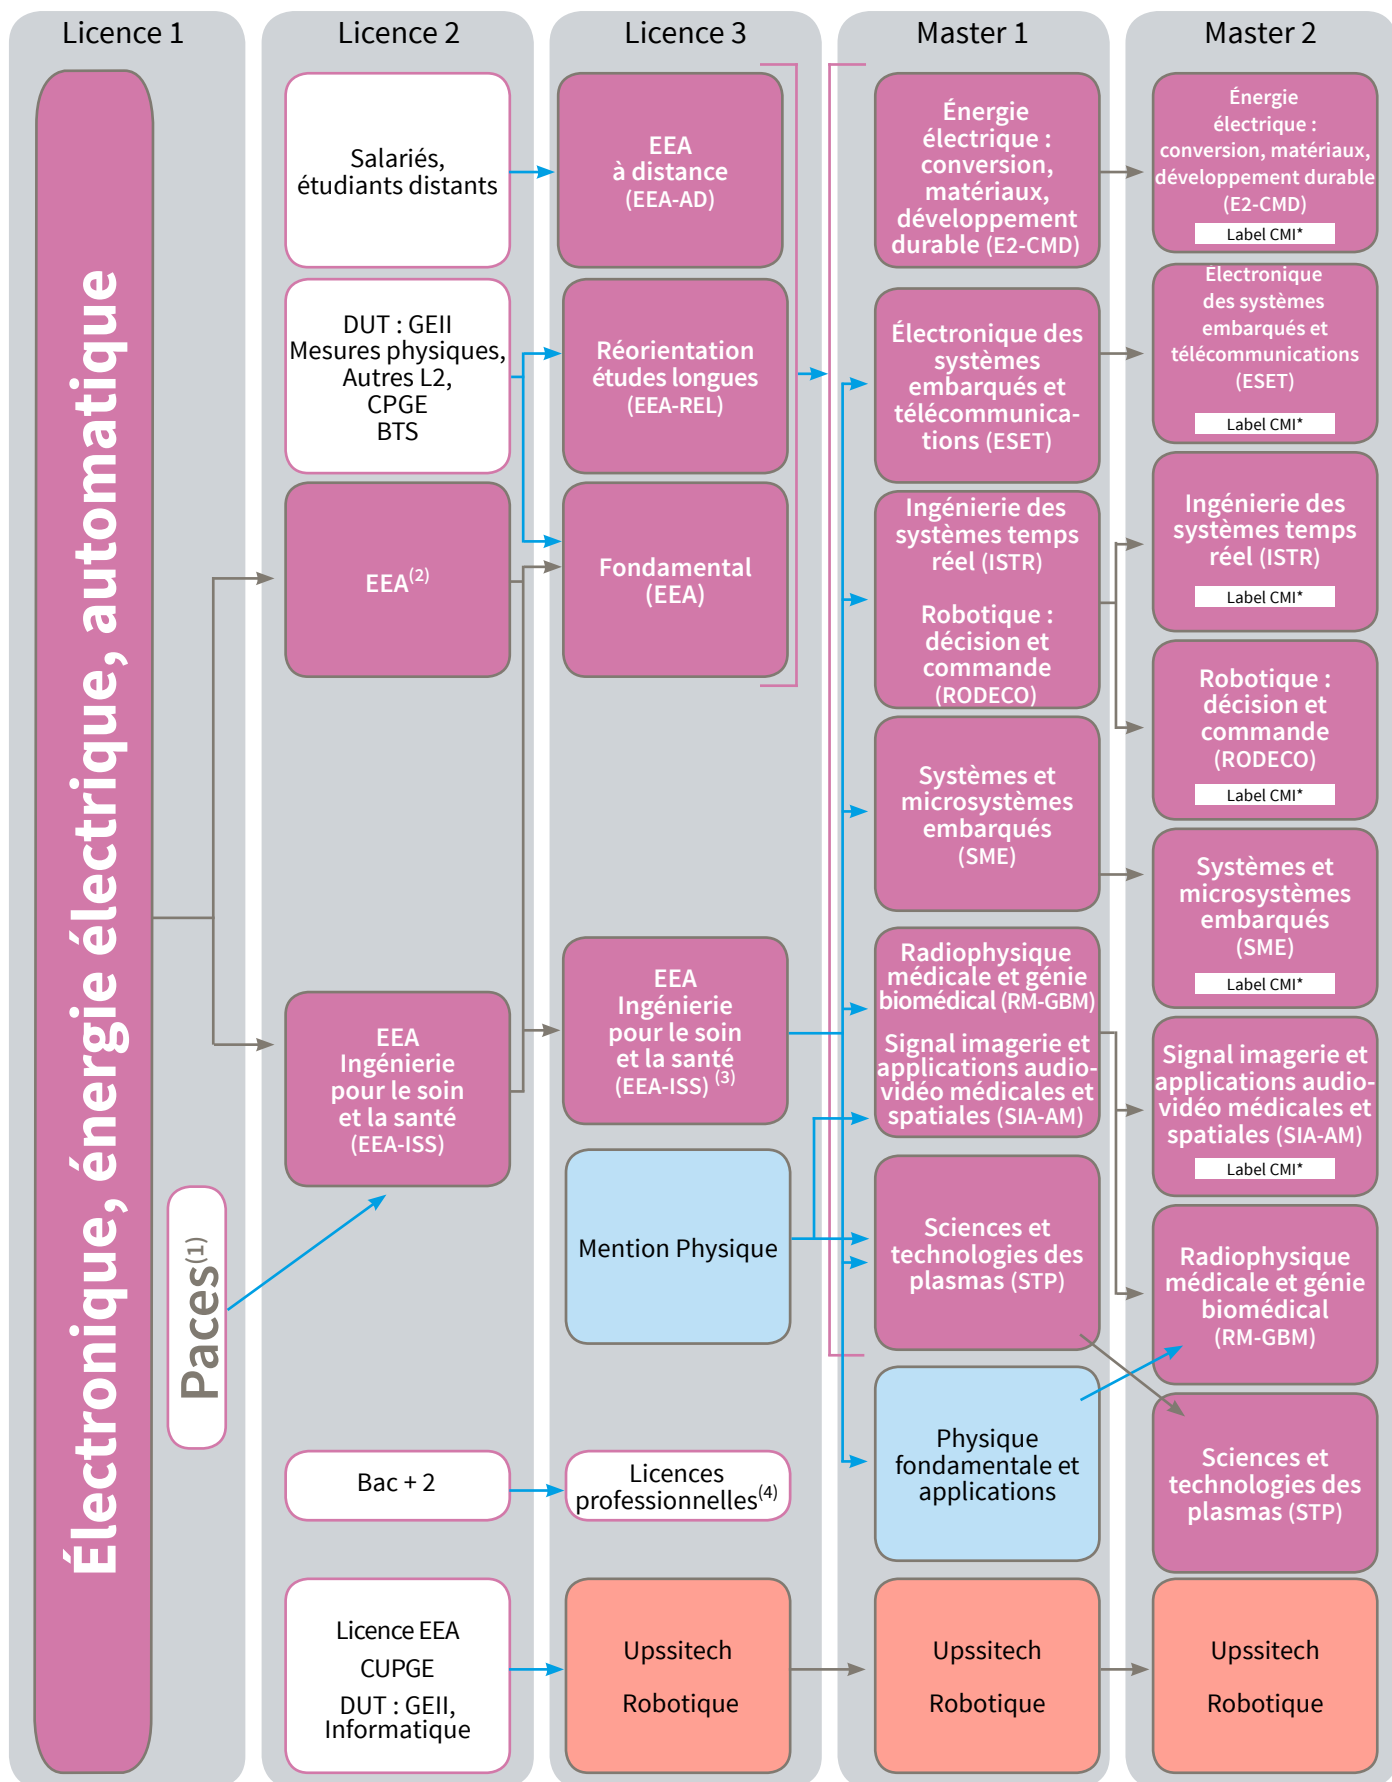 Licence 1
Électronique, énergie électrique, automatique
Paces(1)
Licence 2
Salariés,
étudiants distants
DUT : GEII
Mesures physiques,
Autres L2,
CPGE
BTS
EEA(2)
EEA
Ingénierie
pour le soin
et la santé
(EEA-ISS)
Bac + 2
Licence EEA
CUPGE
DUT : GEII,
Informatique
Licence 3
EEA
à distance
(EEA-AD)
Réorientation
études longues
(EEA-REL)
Fondamental
(EEA)
EEA
Ingénierie
pour le soin
et la santé
(EEA-ISS) (3)
Mention Physique
Licences
professionnelles(4)
Upssitech
Robotique
Master 1
Énergie
électrique :
conversion,
matériaux,
développement
durable (E2-CMD)
Électronique des
systèmes
embarqués et
télécommunica-
tions (ESET)
Ingénierie des
systèmes temps
réel (ISTR)
Robotique :
décision et
commande
(RODECO)
Systèmes et
microsystèmes
embarqués
(SME)
Radiophysique
médicale et génie
biomédical (RM-GBM)
Signal imagerie et
applications audio-
vidéo médicales et
spatiales (SIA-AM)
Sciences et
technologies des
plasmas (STP)
Physique
fondamentale et
applications
Upssitech
Robotique
Master 2
Énergie
électrique :
conversion, matériaux,
développement durable
(E2-CMD)
Label CMI*
Électronique
des systèmes
embarqués et
télécommunications
(ESET)
Label CMI*
Ingénierie des
systèmes temps
réel (ISTR)
Label CMI*
Robotique :
décision et
commande
(RODECO)
Label CMI*
Systèmes et
microsystèmes
embarqués
(SME)
Label CMI*
Signal imagerie et
applications audio-
vidéo médicales et
spatiales (SIA-AM)
Label CMI*
Radiophysique
médicale et génie
biomédical
(RM-GBM)
Sciences et
technologies des
plasmas (STP)
Upssitech
Robotique